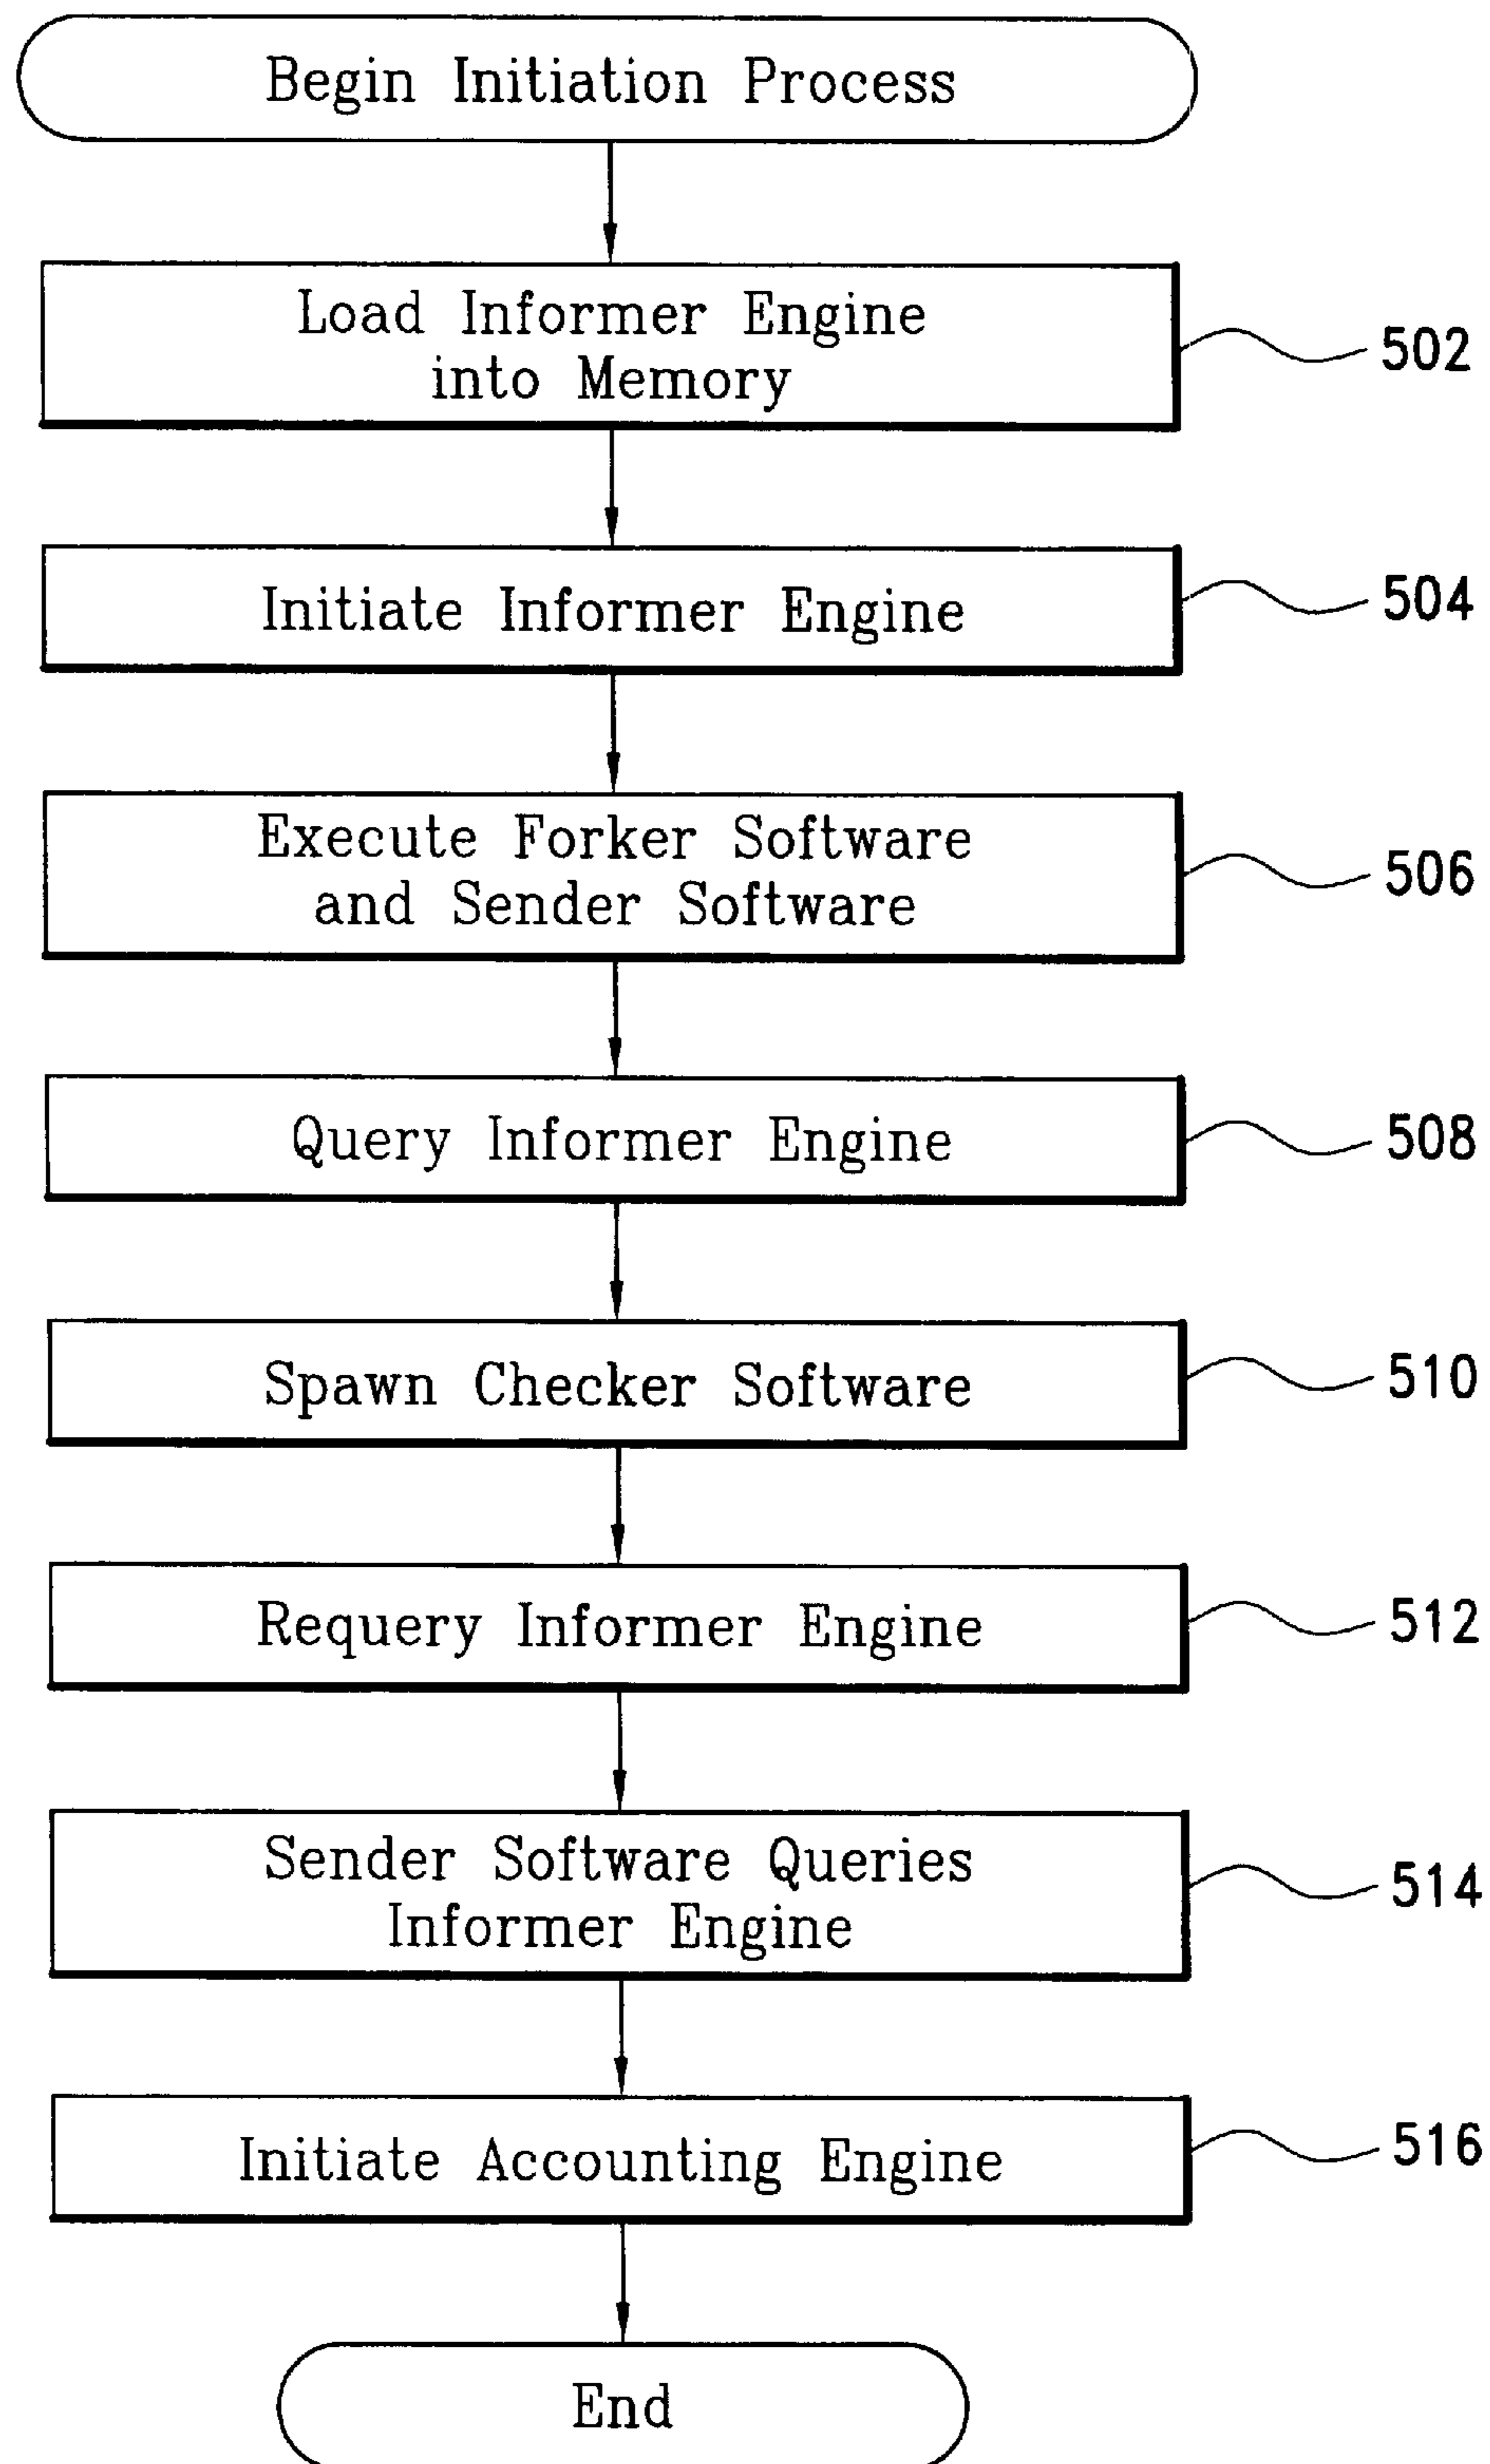 Begin Initiation Process
Load Informer Engine
into Memory
502
Initiate Informer Engine
504
Execute Forker Software
and Sender Software
506
Query Informer Engine
508
Spawn Checker Software
510
Requery Informer Engine
512
Sender Software Queries
Informer Engine
514
Initiate Accounting Engine
516
End